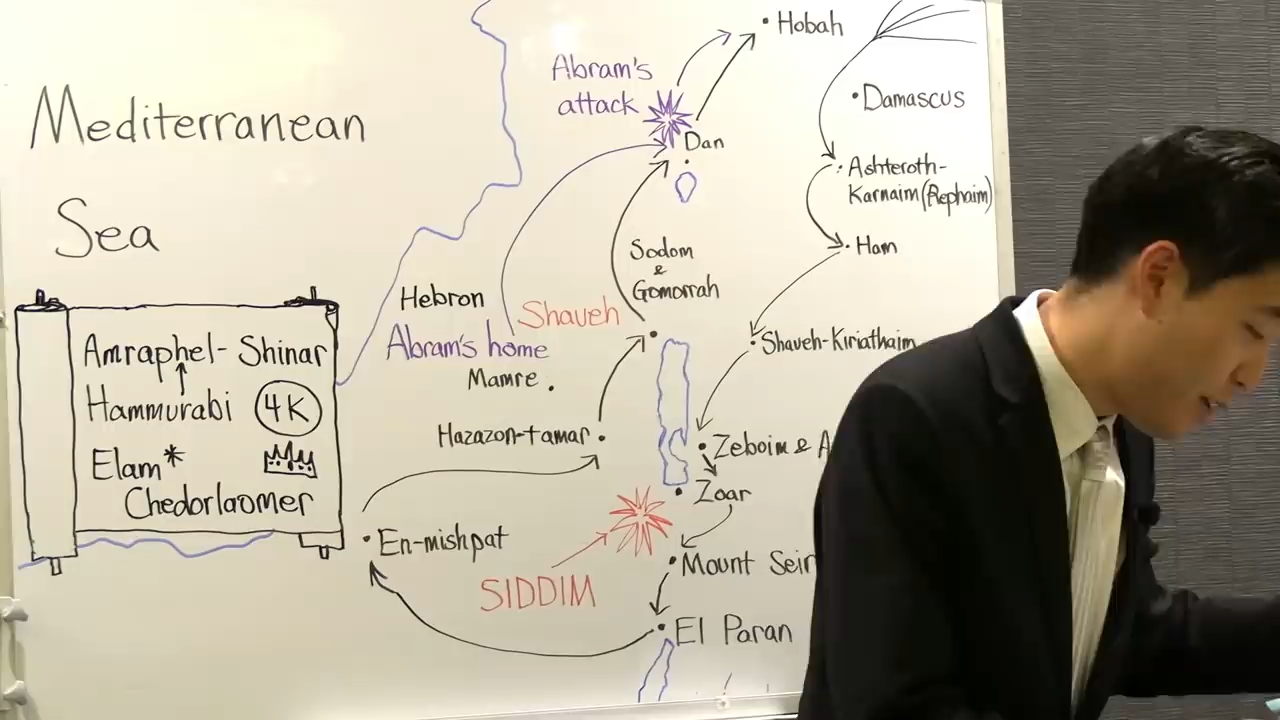 Mediterranean
Sea
Amraphel- Shinar
Hammurabi 4K
Elam*
Chedorlaomer
Abram's
attack
Hobah
Damascus
Dan
Ashteroth-
Karnaim (Rephaim)
Ham
Sodom
&
Gomorrah
Hebron
Abram's home
Mamre
Shaveh
Shaveh-Kiriathaim
Hazazon-tamar
Zeboim & A
Zoar
En-mishpat
SIDDIM
Mount Seir
El Paran